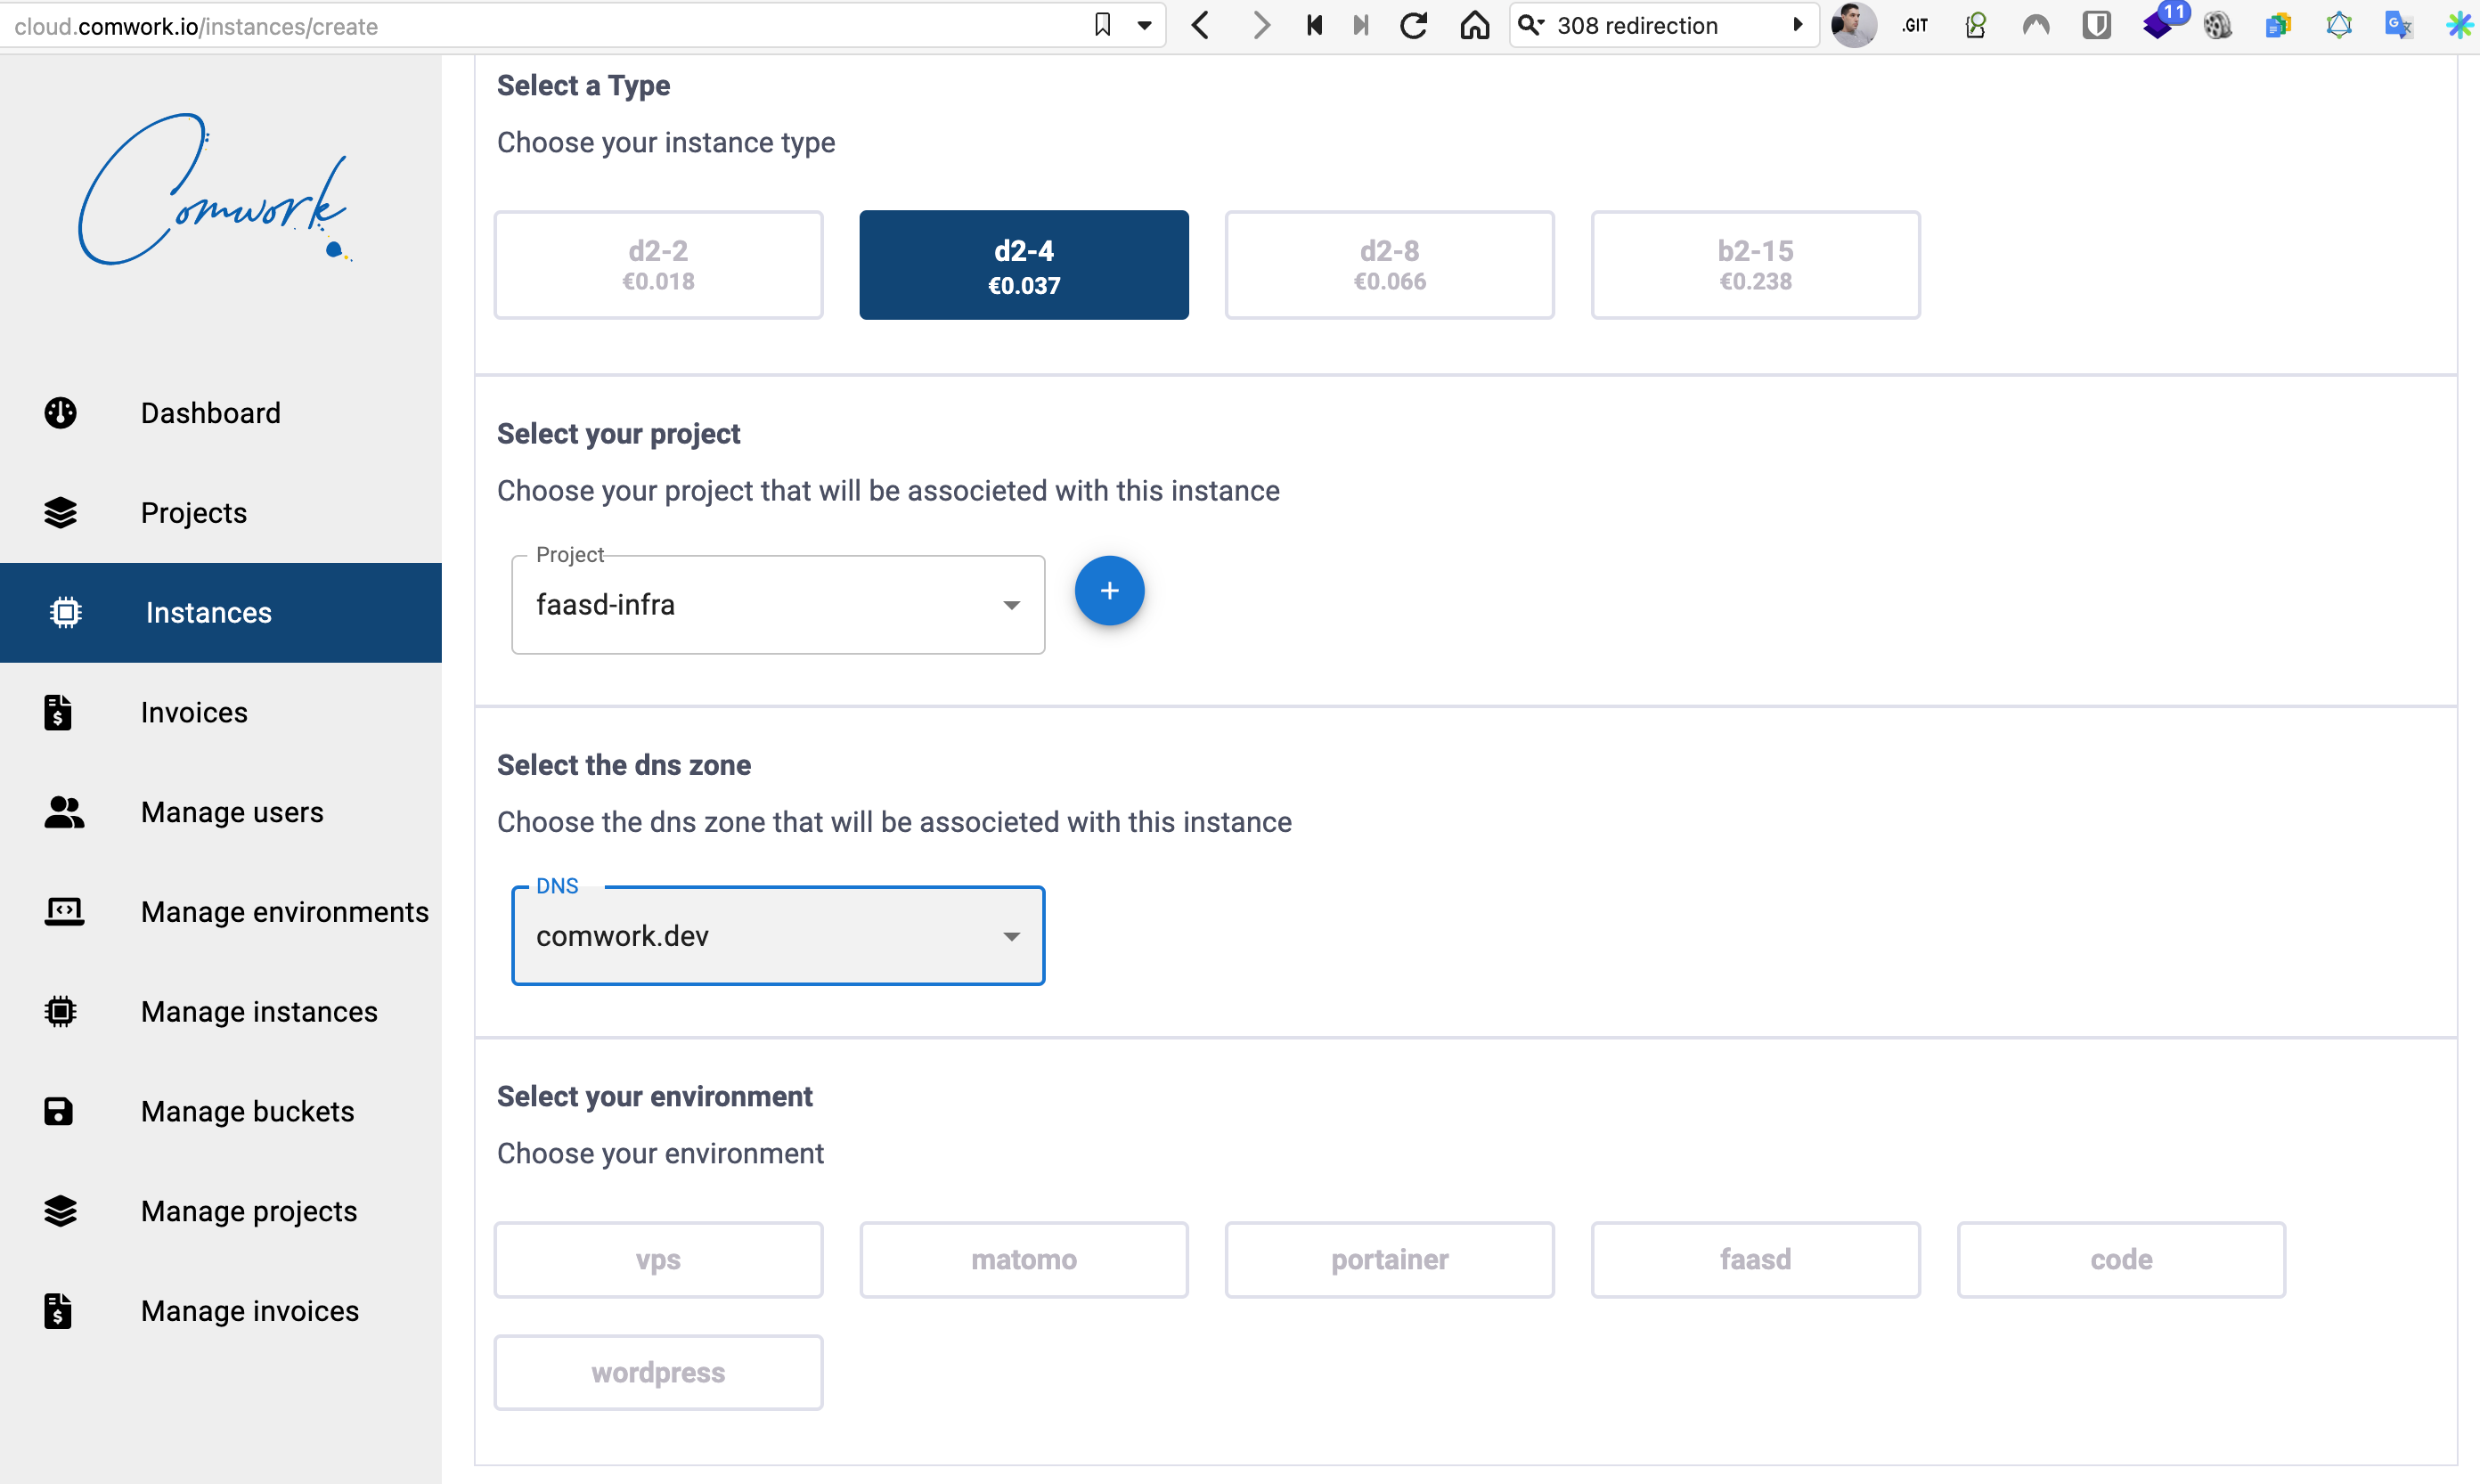 cloud.comwork.io/instances/create
308 redirection
.GIT
11
Comwork
Dashboard
Projects
Instances
Invoices
Manage users
Manage environments
Manage instances
Manage buckets
Manage projects
Manage invoices
Select a Type
Choose your instance type
d2-2
€0.018
d2-4
€0.037
d2-8
€0.066
b2-15
€0.238
Select your project
Choose your project that will be associeted with this instance
Project
faasd-infra
+
Select the dns zone
Choose the dns zone that will be associeted with this instance
DNS
comwork.dev
Select your environment
Choose your environment
vps
matomo
portainer
faasd
code
wordpress